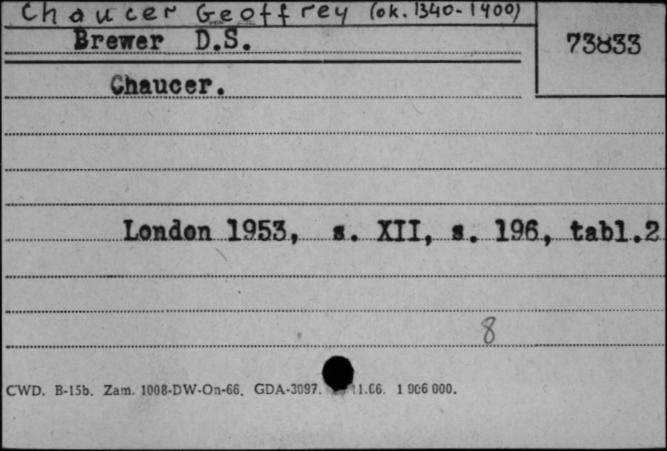 Chaucer Geoffrey (ok. 1340-1400)
Brewer D.S.
73833
Chaucer.
London 1953, s. XII, s. 196, tabl.2
8
CWD. B-15b. Zam. 1008-DW-On-66. GDA-3097. 11.66. 1 906 000.